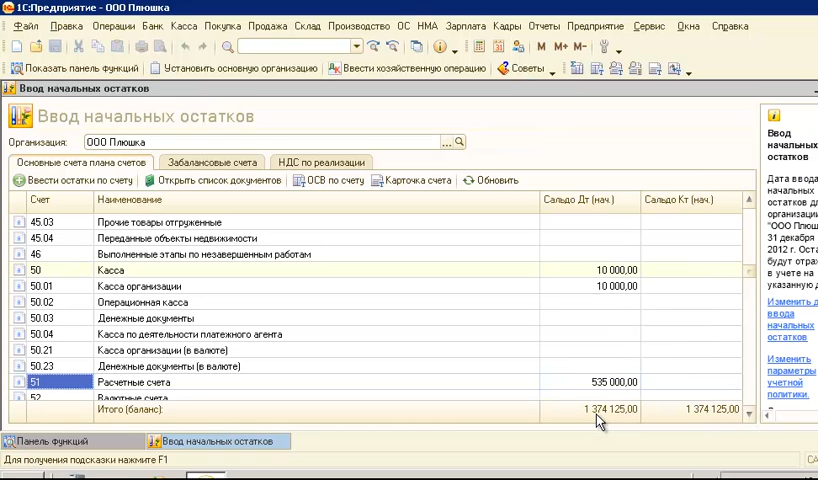 1С:Предприятие - ООО Плюшка
Файл Правка Операции Банк Касса Покупка Продажа Склад Производство ОС НМА Зарплата Кадры Отчеты Предприятие Сервис Окна Справка
M M+ M-
Показать панель функций Установить основную организацию Ввести хозяйственную операцию Советы
Ввод начальных остатков
Ввод начальных остатков
Организация: ООО Плюшка ...
Основные счета плана счетов Забалансовые счета НДС по реализации
Ввести остатки по счету Открыть список документов ОСВ по счету Карточка счета Обновить
Счет Наименование Сальдо Дт (нач.) Сальдо Кт (нач.)
45.03 Прочие товары отгруженные
45.04 Переданные объекты недвижимости
46 Выполненные этапы по незавершенным работам
50 Касса 10 000,00
50.01 Касса организации 10 000,00
50.02 Операционная касса
50.03 Денежные документы
50.04 Касса по деятельности платежного агента
50.21 Касса организации (в валюте)
50.23 Денежные документы (в валюте)
51 Расчетные счета 535 000,00
52 Валютные счета
Итого (баланс): 1 374 125,00 1 374 125,00
Ввод
начальных
остатков
Дата ввода
начальных
остатков дл
организации
"ООО Плюш
31 декабря
2012 г. Оста
будут отраж
в учете на
указанную д
Изменить д
ввода
начальных
остатков
Изменить
параметры
учетной
политики.
Панель функций Ввод начальных остатков
Для получения подсказки нажмите F1